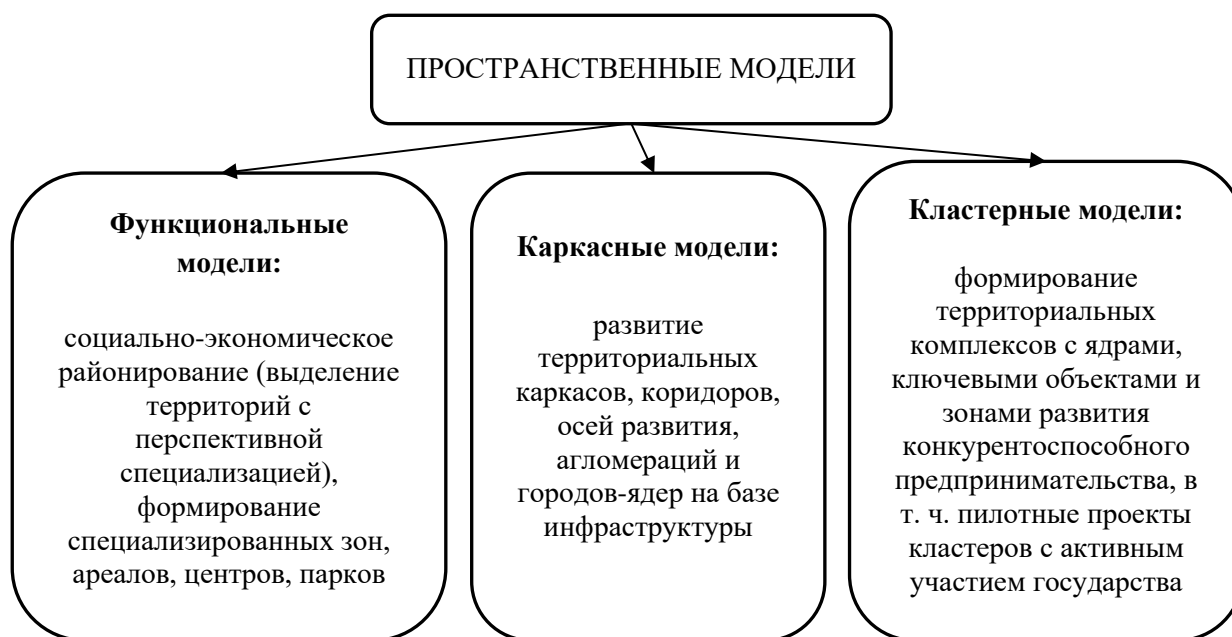 ПРОСТРАНСТВЕННЫЕ МОДЕЛИ
Функциональные
модели:
социально-экономическое
районирование (выделение
территорий с
перспективной
специализацией),
формирование
специализированных зон,
ареалов, центров, парков
Каркасные модели:
развитие
территориальных
каркасов, коридоров,
осей развития,
агломераций и
городов-ядер на базе
инфраструктуры
Кластерные модели:
формирование
территориальных
комплексов с ядрами,
ключевыми объектами и
зонами развития
конкурентоспособного
предпринимательства, в
т. ч. пилотные проекты
кластеров с активным
участием государства